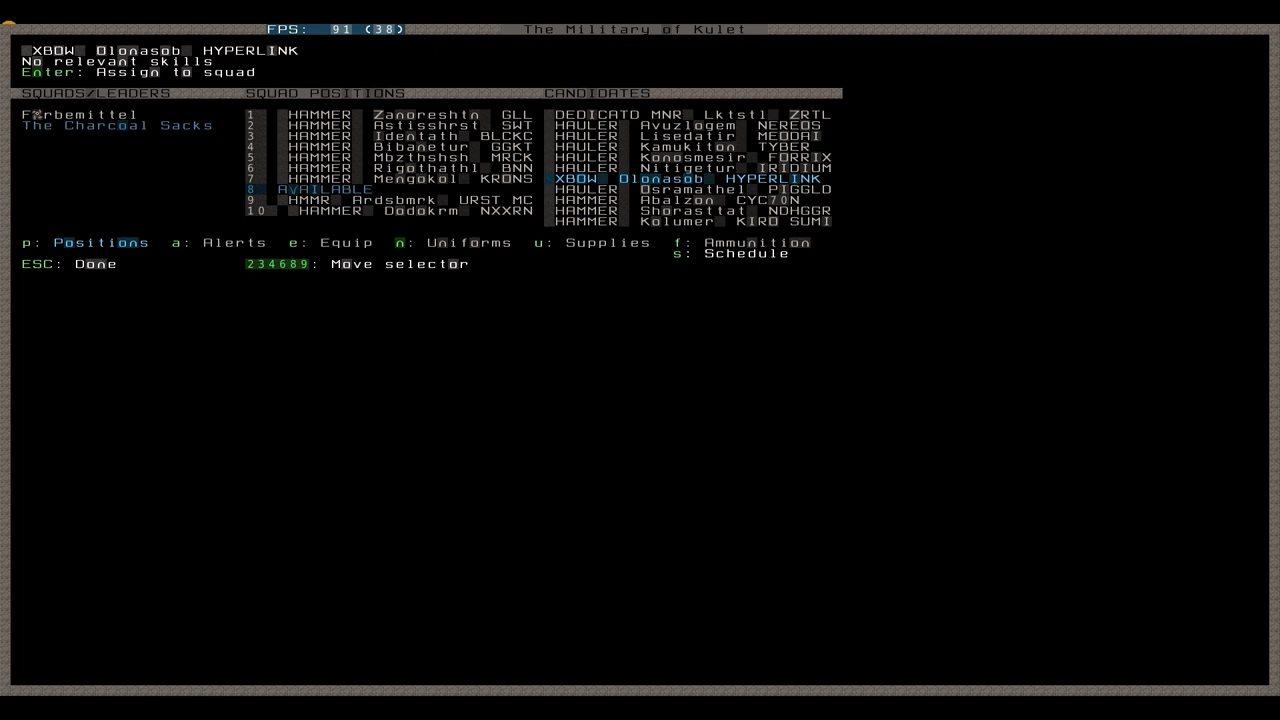 FPS: 91 (38) The Military of Kulet
XBOW Olonasob HYPERLINK
No relevant skills
Enter: Assign to squad
SQUADS/LEADERS SQUAD POSITIONS CANDIDATES
1 HAMMER Zanoreshtn GLL DEDICATD MNR Lktstl ZRTL
The Charcoal Sacks 2 HAMMER Astisshrst SWT HAULER Avuzlogem NEREOS
3 HAMMER Identath BLCKC HAULER Lisedatir MEODAI
4 HAMMER Bibanetur GGKT HAULER Kamukiton TYBER
5 HAMMER Mbzthshsh MRCK HAULER Konosmesir FORRIX
6 HAMMER Rigothathl BNN HAULER Nitigetur IRIDIUM
7 HAMMER Mengokol KRONS XBOW Olonasob HYPERLINK
8 AVAILABLE HAULER Osramathel PIGGLD
9 HMMR Ardsbmrk URST MC HAMMER Abalzon CYC70N
10 HAMMER Dodokrm NXXRN HAMMER Shorasttat NDHGGR
HAMMER Kolumer KIRO SUMI
p: Positions a: Alerts e: Equip n: Uniforms u: Supplies f: Ammunition
s: Schedule
ESC: Done 234689: Move selector